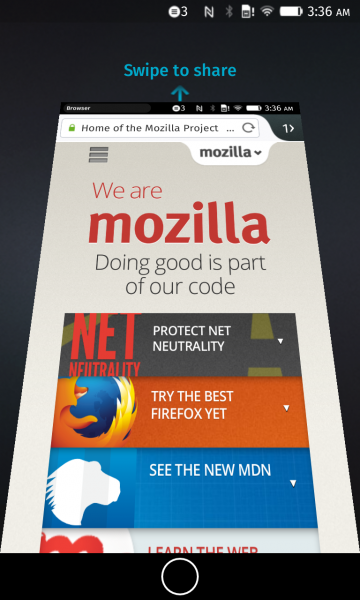 3 3:36 AM
Swipe to share
Browser 3 3:36 AM
Home of the Mozilla Project ... 1>
mozilla
We are
mozilla
Doing good is part
of our code
NET
NEUTRALITY
PROTECT NET
NEUTRALITY
TRY THE BEST
FIREFOX YET
SEE THE NEW MDN
m
LEARN THE WEB